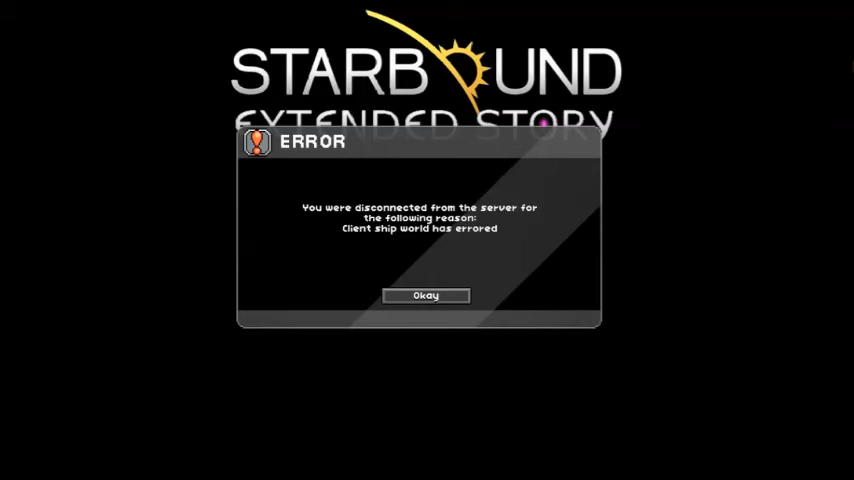 STARBOUND
EXTENDED STORY
ERROR
You were disconnected from the server for
the following reason:
Client ship world has errored
Okay